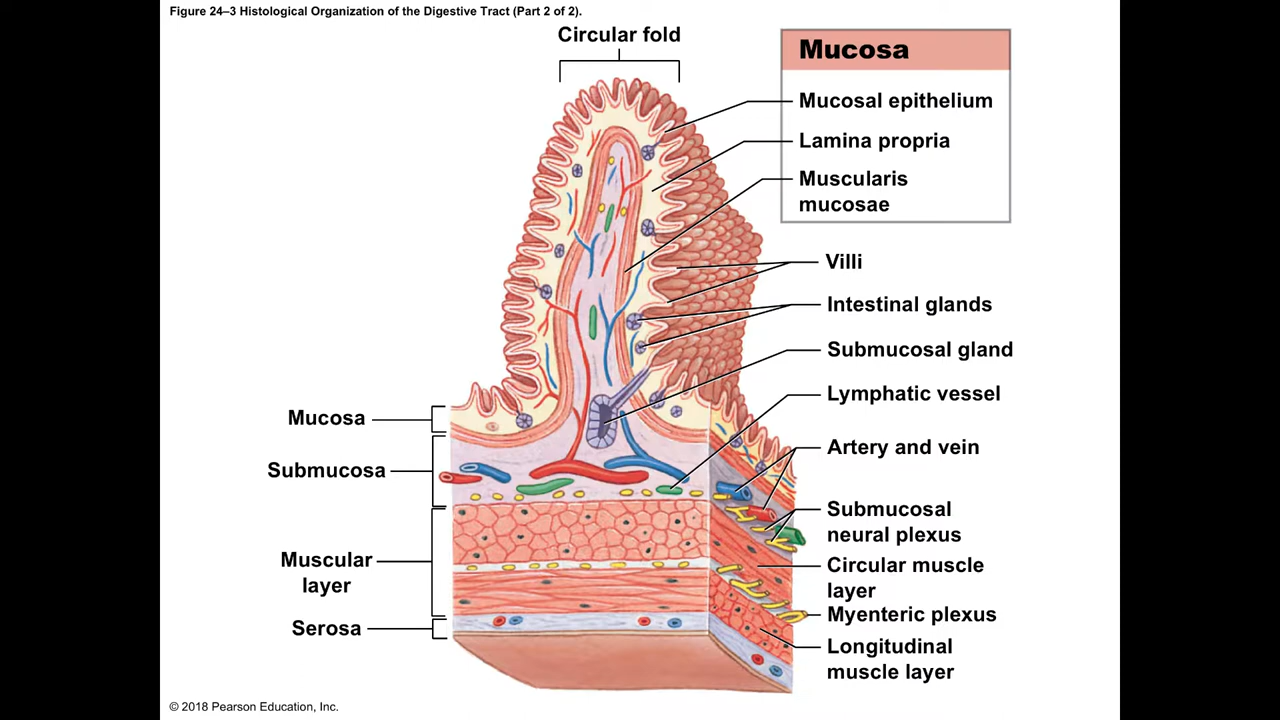 Figure 24–3 Histological Organization of the Digestive Tract (Part 2 of 2).
Circular fold
Mucosa
Mucosal epithelium
Lamina propria
Muscularis
mucosae
Villi
Intestinal glands
Submucosal gland
Lymphatic vessel
Artery and vein
Submucosal
neural plexus
Circular muscle
layer
Myenteric plexus
Longitudinal
muscle layer
Mucosa
Submucosa
Muscular
layer
Serosa
© 2018 Pearson Education, Inc.